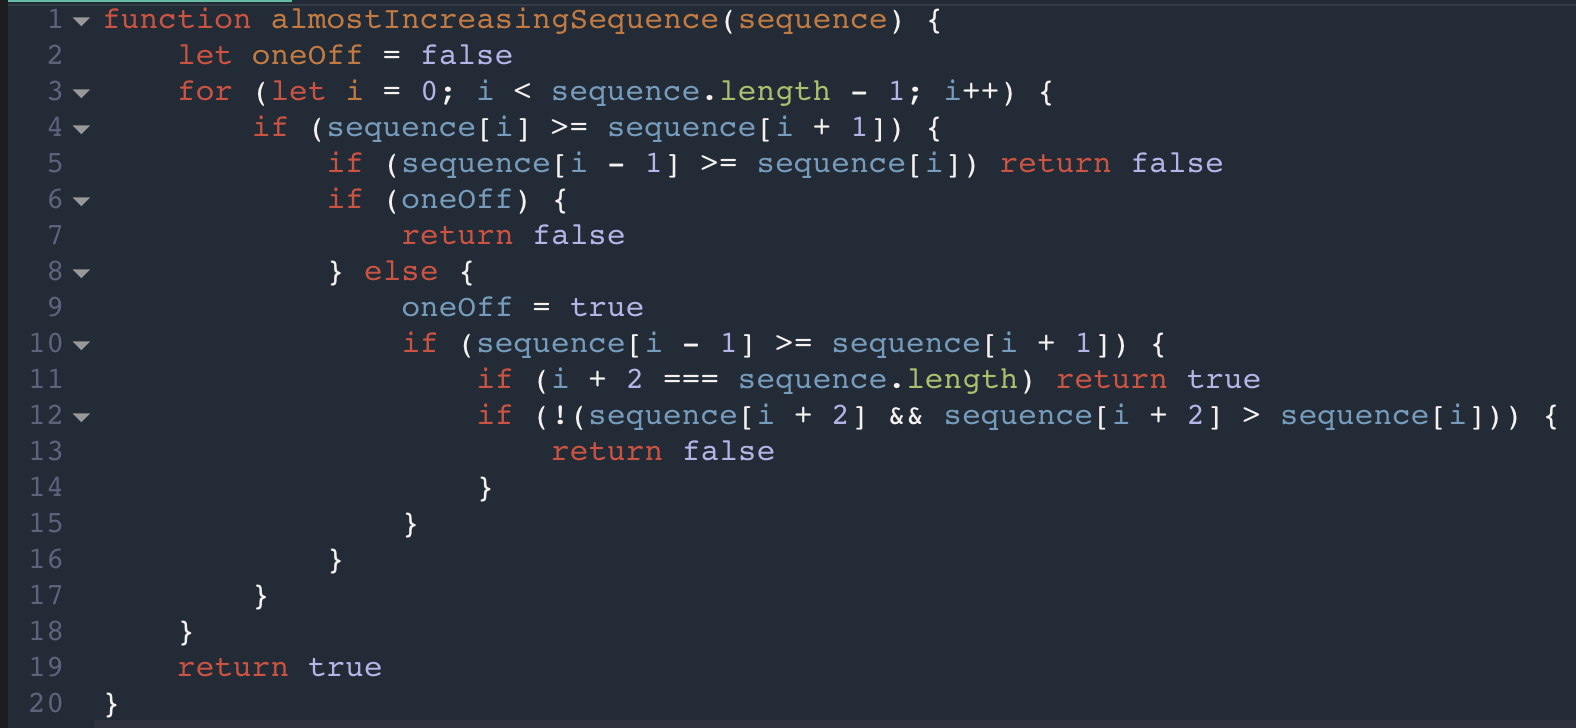 1 function almostIncreasingSequence(sequence) {
2     let oneOff = false
3     for (let i = 0; i < sequence.length - 1; i++) {
4         if (sequence[i] >= sequence[i + 1]) {
5             if (sequence[i - 1] >= sequence[i]) return false
6             if (oneOff) {
7                 return false
8             } else {
9                 oneOff = true
10                 if (sequence[i - 1] >= sequence[i + 1]) {
11                     if (i + 2 === sequence.length) return true
12                     if (!(sequence[i + 2] && sequence[i + 2] > sequence[i])) {
13                         return false
14                     }
15                 }
16             }
17         }
18     }
19     return true
20 }